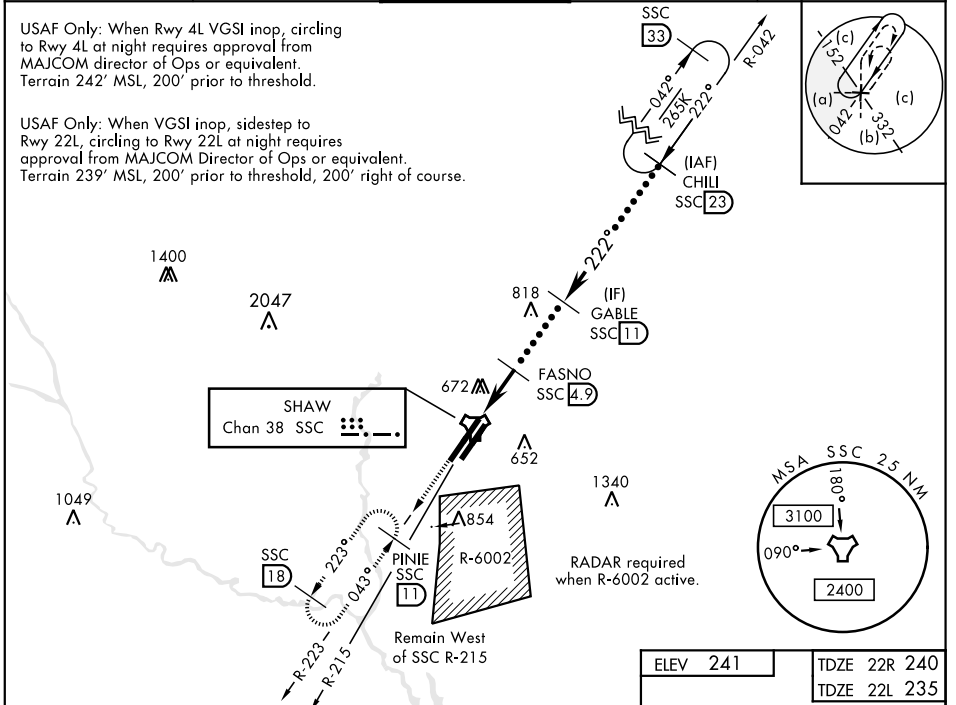 USAF Only: When Rwy 4L VGSI inop, circling
to Rwy 4L at night requires approval from
MAJCOM director of Ops or equivalent.
Terrain 242' MSL, 200' prior to threshold.
USAF Only: When VGSI inop, sidestep to
Rwy 22L, circling to Rwy 22L at night requires
approval from MAJCOM Director of Ops or equivalent.
Terrain 239' MSL, 200' prior to threshold, 200' right of course.
SSC
33
R-042
042°
265K
222°
(IAF)
CHILI
SSC 23
152
(c)
(a)
(c)
042
332
(b)
222°
1400
2047
818
(IF)
GABLE
SSC 11
FASNO
SSC 4.9
672
SHAW
Chan 38 SSC
652
1049
1340
854
R-6002
RADAR required
when R-6002 active.
SSC
18
223°
043°
PINIE
SSC
11
R-223
R-215
Remain West
of SSC R-215
MSA SSC 25 NM
180°
3100
090°
2400
ELEV 241
TDZE 22R 240
TDZE 22L 235